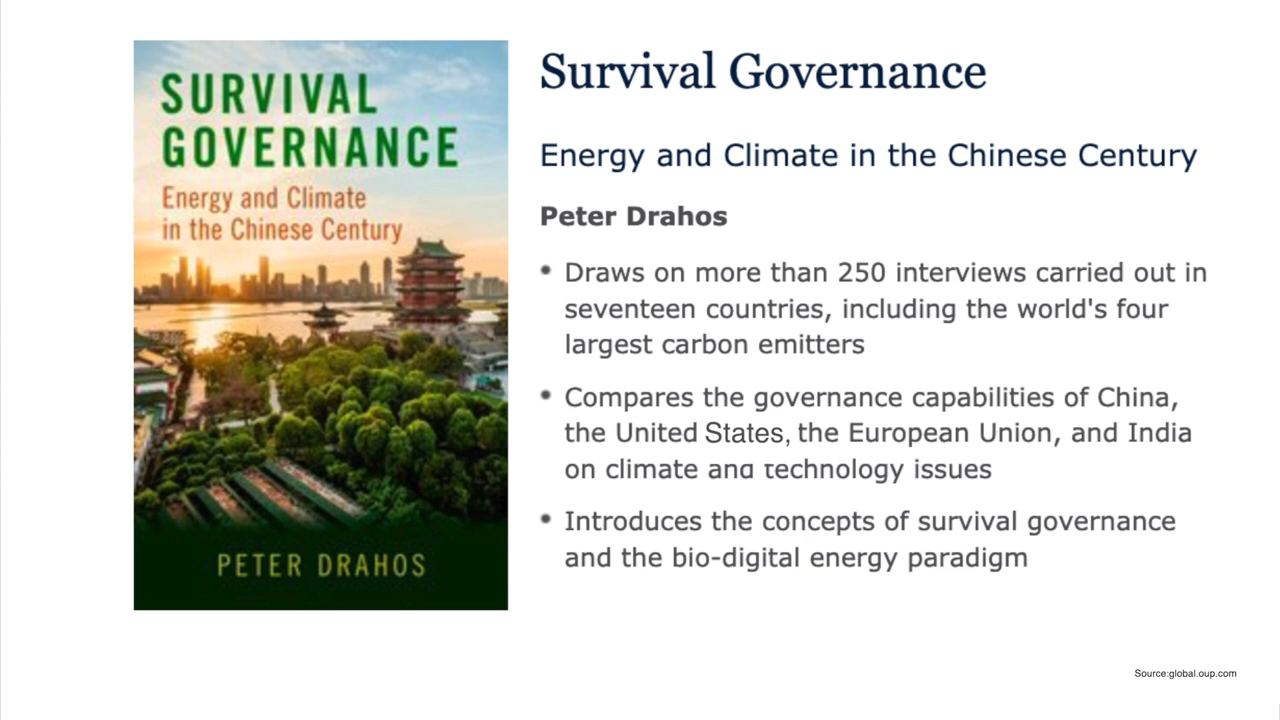 SURVIVAL
GOVERNANCE
Energy and Climate
in the Chinese Century
PETER DRAHOS
Survival Governance
Energy and Climate in the Chinese Century
Peter Drahos
• Draws on more than 250 interviews carried out in
seventeen countries, including the world's four
largest carbon emitters
• Compares the governance capabilities of China,
the United States, the European Union, and India
on climate and technology issues
• Introduces the concepts of survival governance
and the bio-digital energy paradigm
Source:global.oup.com